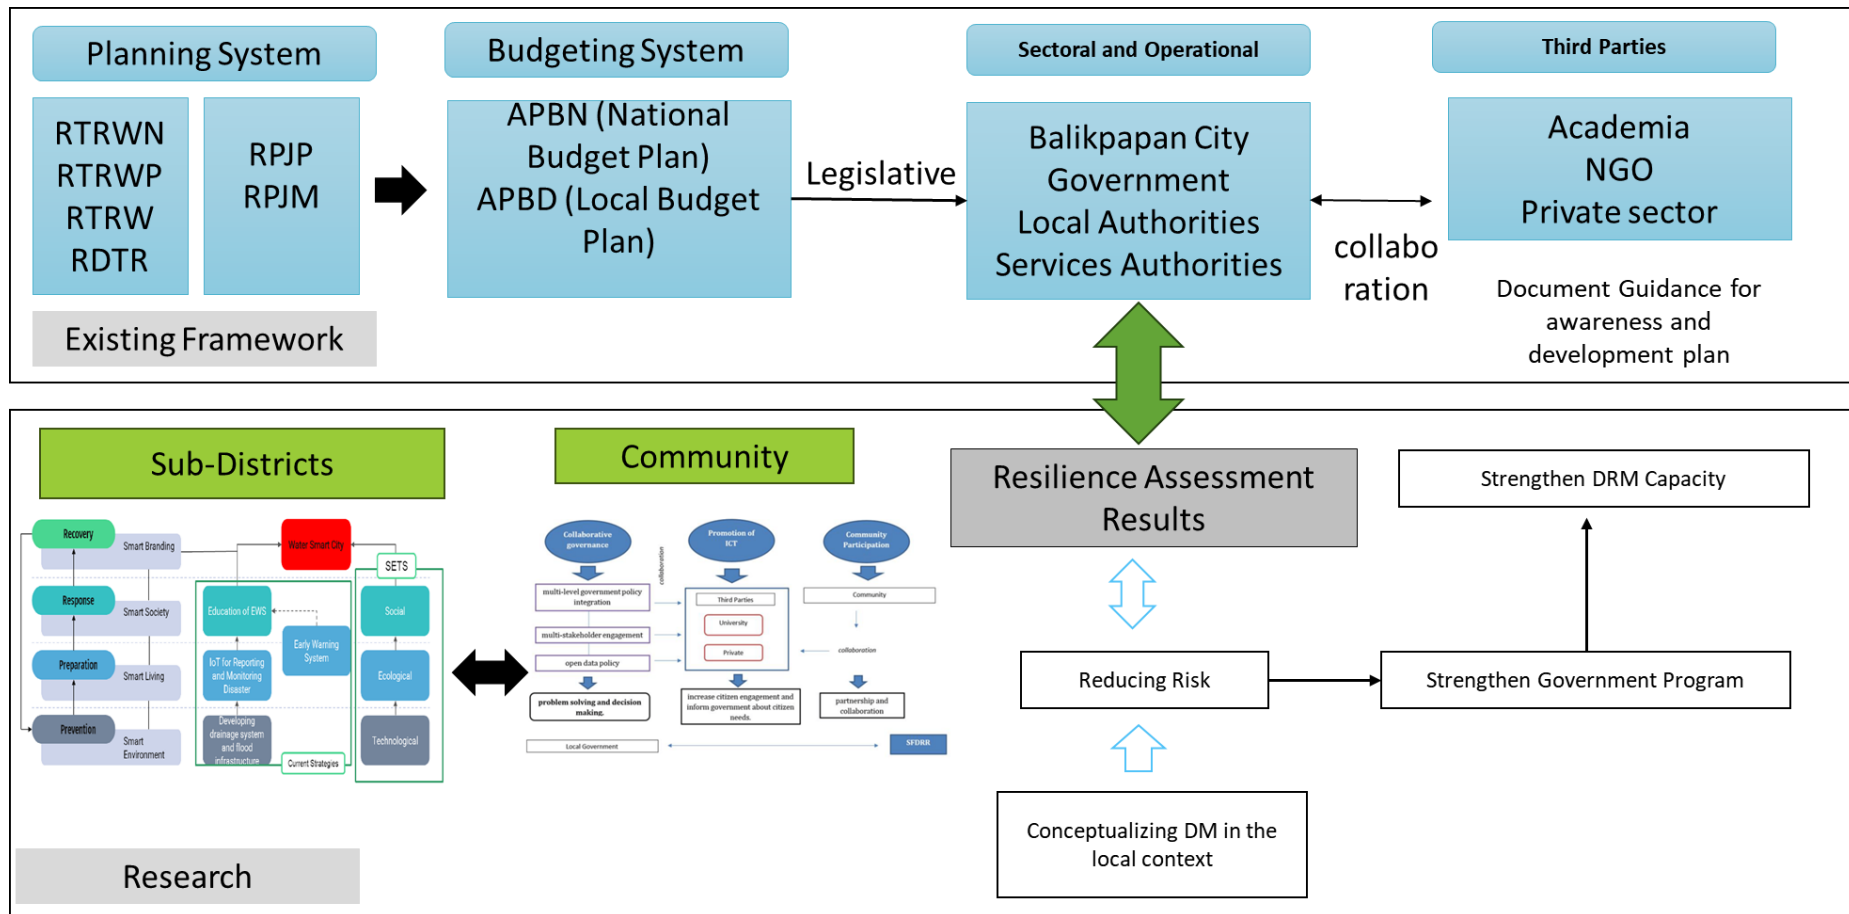 Planning System
Budgeting System
Sectoral and Operational
Third Parties
RTRWN
RTRWP
RTRW
RDTR
RPJP
RPJM
APBN (National
Budget Plan)
APBD (Local Budget
Plan)
Legislative
Balikpapan City
Government
Local Authorities
Services Authorities
collabo
ration
Academia
NGO
Private sector
Document Guidance for
awareness and
development plan
Existing Framework
Sub-Districts
Community
Resilience Assessment
Results
Strengthen DRM Capacity
Recovery
Smart Branding
Response
Smart Society
Preparation
Smart Living
Prevention
Smart
Environment
Water Smart City
SETS
Education of EWS
Early Warning
System
IoT for Reporting
and Monitoring
Disaster
Developing
drainage system
and flood
infrastructure
Current Strategies
Social
Ecological
Technological
Collaborative
governance
Promotion of
ICT
Community
Participation
collaboration
multi-level government policy
integration
multi-stakeholder engagement
open data policy
problem solving and decision
making.
Third Parties
University
Private
increase citizen engagement and
inform government about citizen
needs.
Community
collaboration
partnership and
collaboration
Local Government
SFDRR
Reducing Risk
Strengthen Government Program
Conceptualizing DM in the
local context
Research